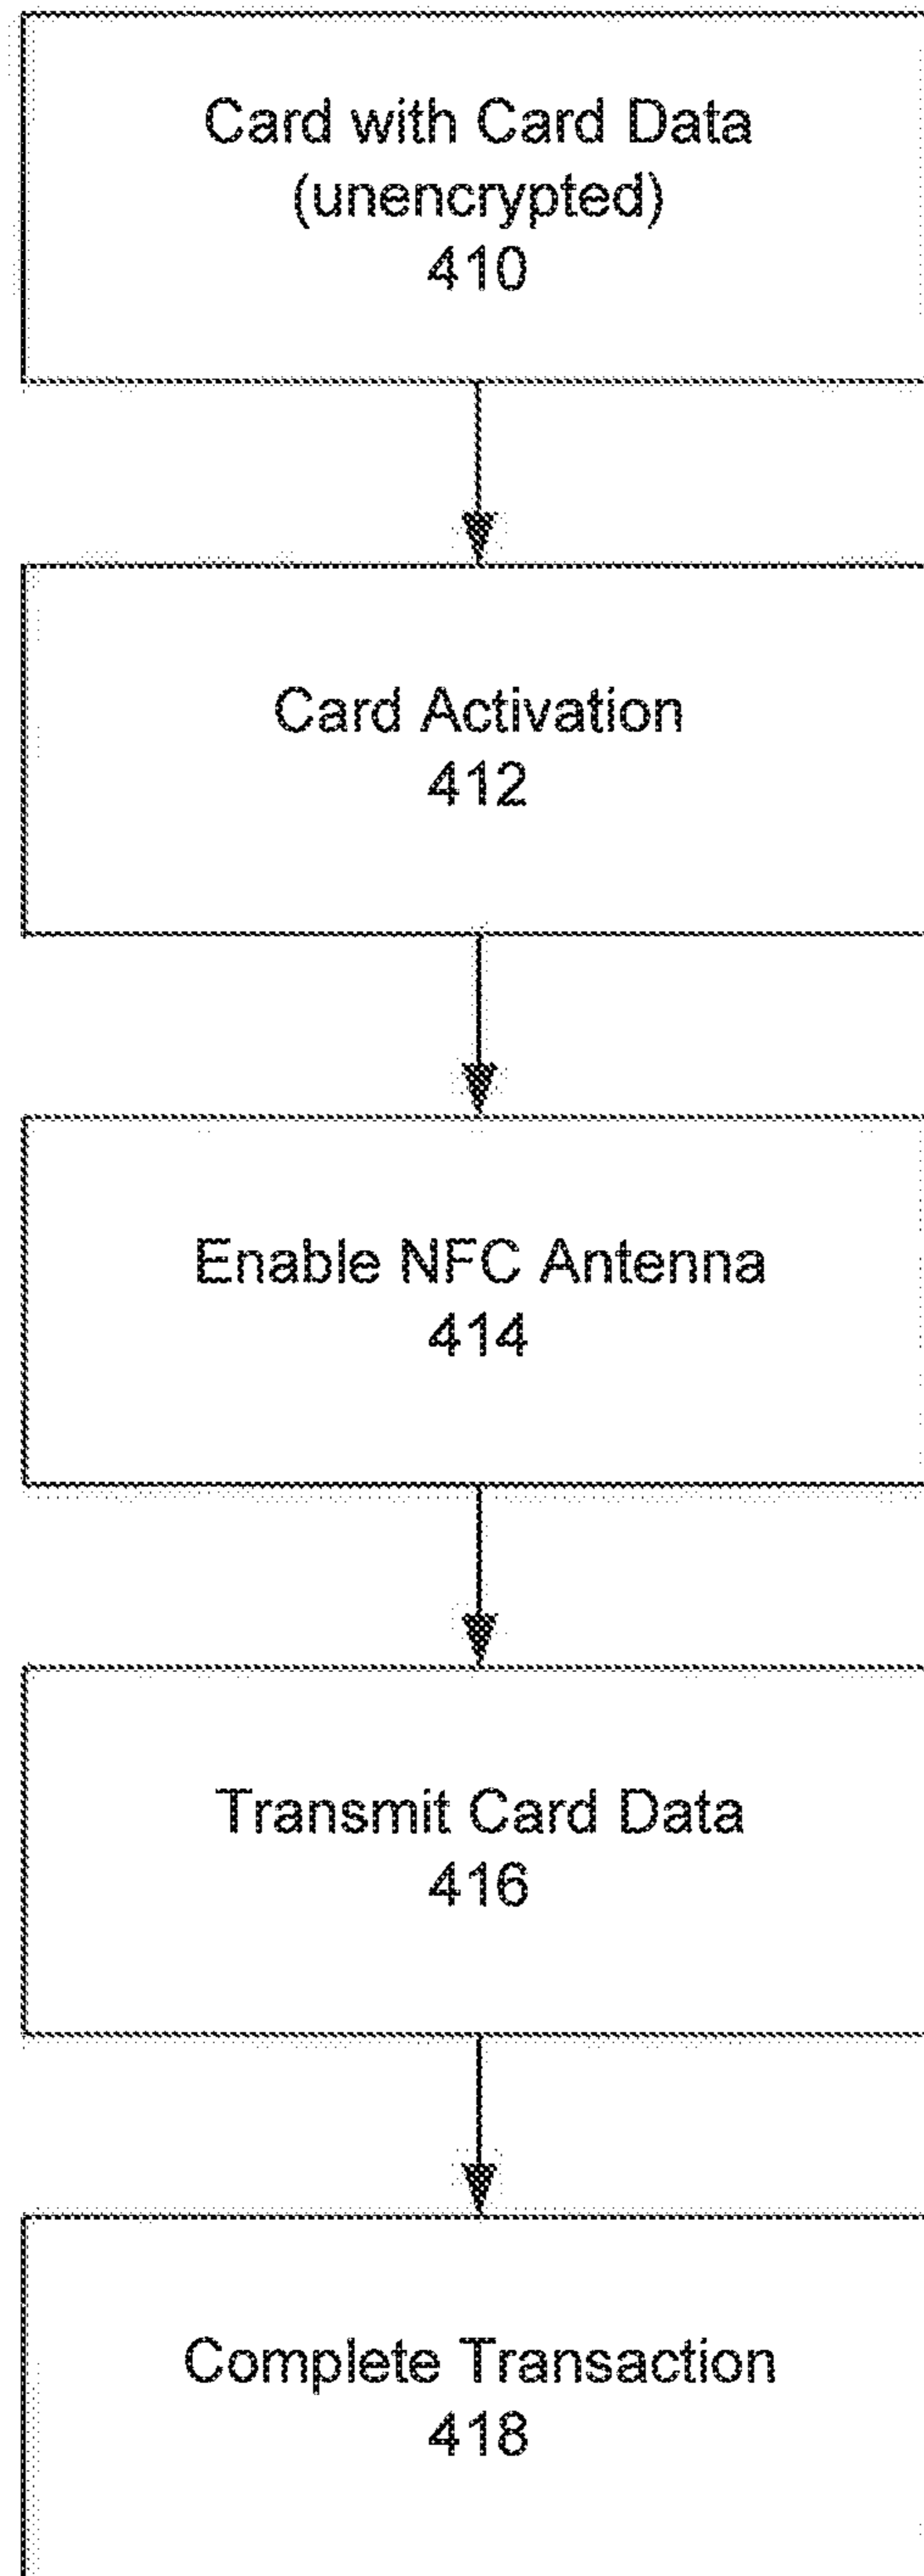 Card with Card Data
(unencrypted)
410
Card Activation
412
Enable NFC Antenna
414
Transmit Card Data
416
Complete Transaction
418